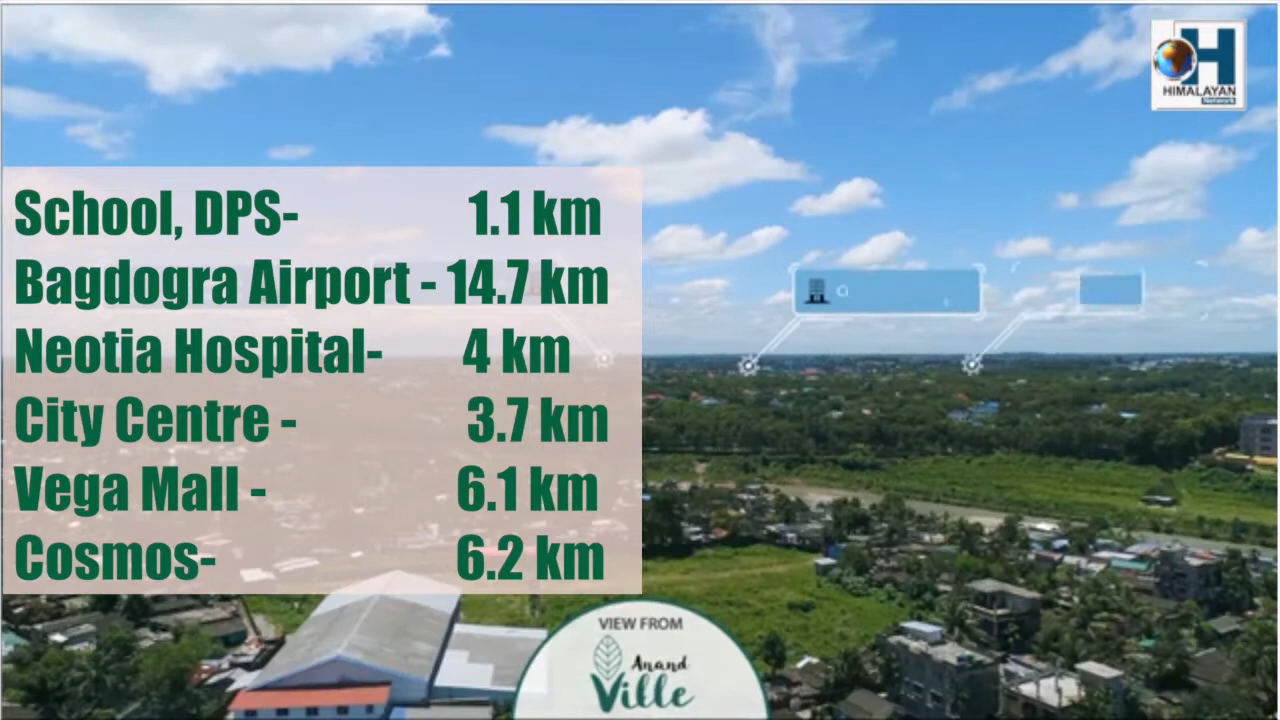 H
HIMALAYAN
Network
School, DPS- 1.1 km
Bagdogra Airport - 14.7 km
Neotia Hospital- 4 km
City Centre - 3.7 km
Vega Mall - 6.1 km
Cosmos- 6.2 km
VIEW FROM
Anand
Ville